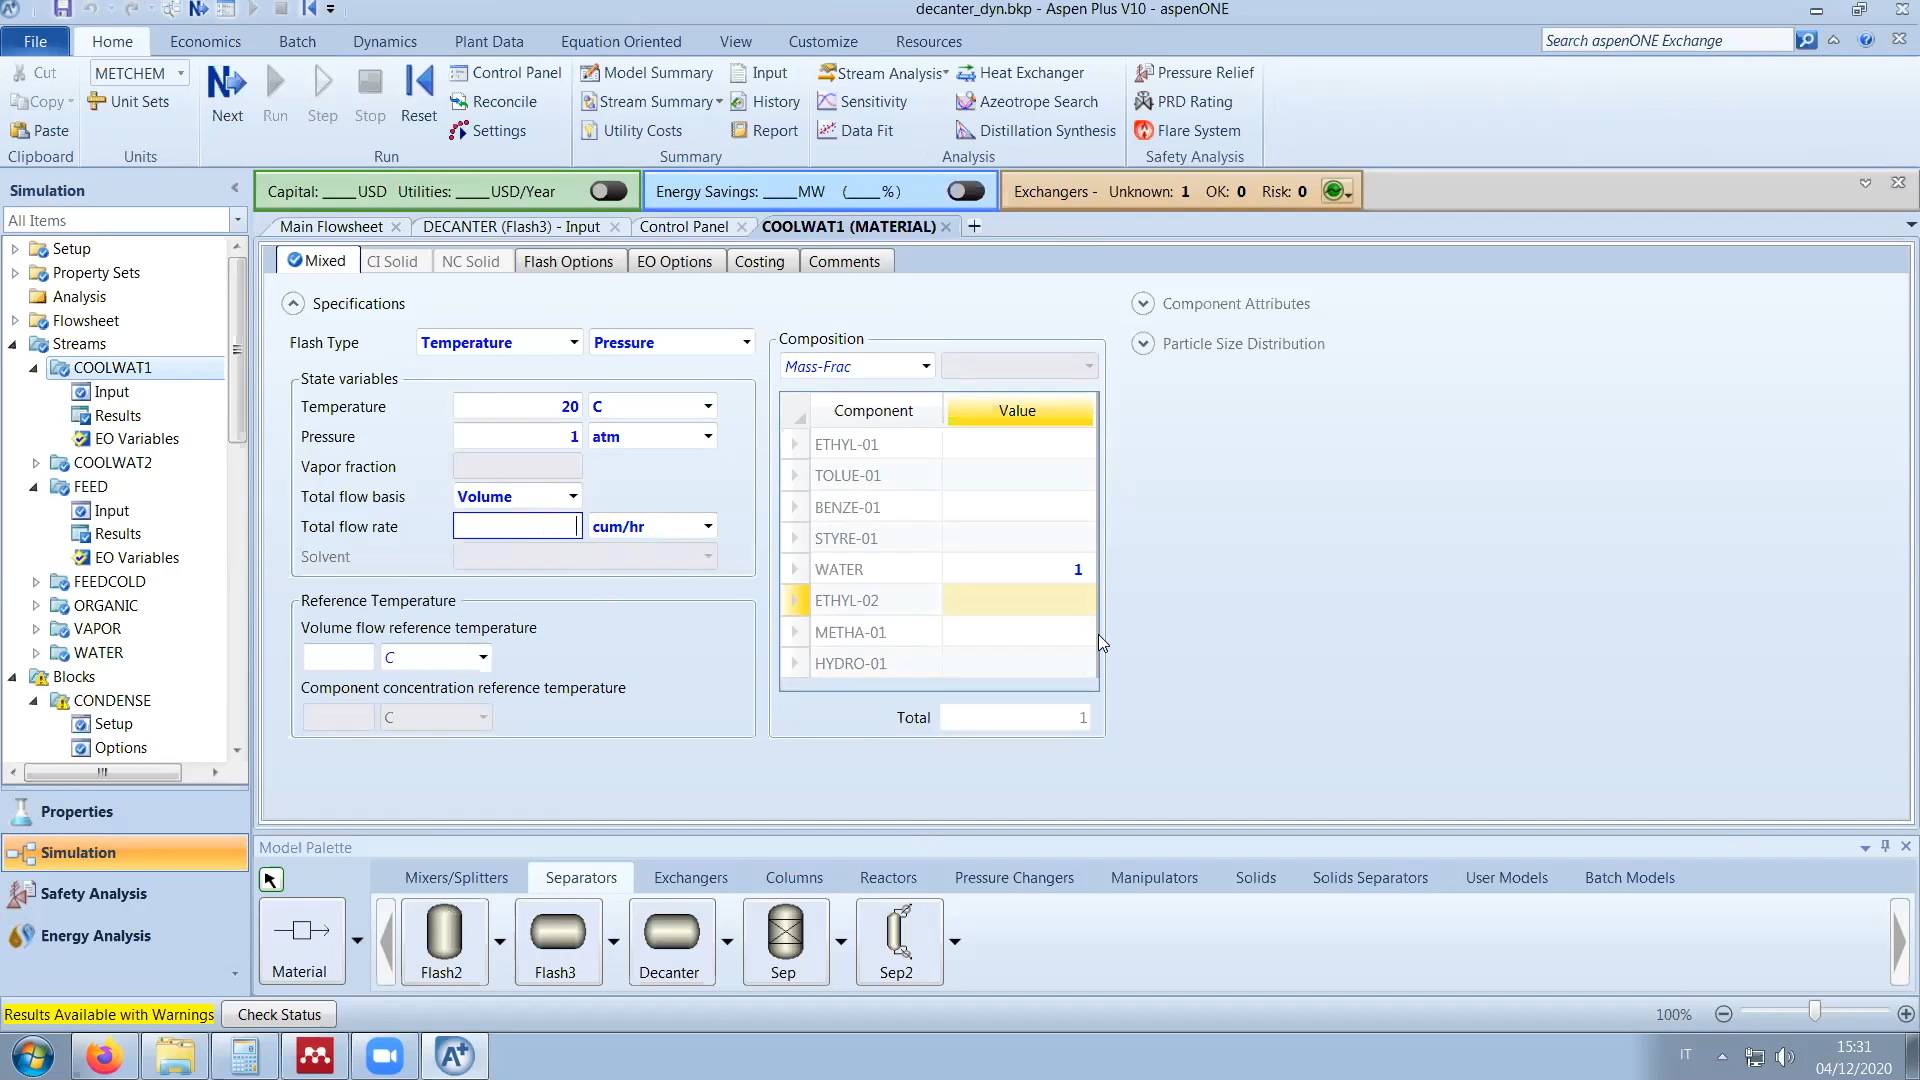 decanter_dyn.bkp - Aspen Plus V10 - aspenONE
File Home Economics Batch Dynamics Plant Data Equation Oriented View Customize Resources Search aspenONE Exchange
Cut METCHEM Control Panel Model Summary Input Stream Analysis Heat Exchanger Pressure Relief
Copy Unit Sets Next Run Step Stop Reset Reconcile Stream Summary History Sensitivity Azeotrope Search PRD Rating
Paste Settings Utility Costs Report Data Fit Distillation Synthesis Flare System
Clipboard Units Run Summary Analysis Safety Analysis
Simulation Capital: ____USD Utilities: ____USD/Year Energy Savings: ____MW (____%) Exchangers - Unknown: 1 OK: 0 Risk: 0
All Items Main Flowsheet DECANTER (Flash3) - Input Control Panel COOLWAT1 (MATERIAL)
Setup
Property Sets
Analysis
Flowsheet
Streams
COOLWAT1
Input
Results
EO Variables
COOLWAT2
FEED
Input
Results
EO Variables
FEEDCOLD
ORGANIC
VAPOR
WATER
Blocks
CONDENSE
Setup
Options
Properties
Simulation
Safety Analysis
Energy Analysis
Mixed CI Solid NC Solid Flash Options EO Options Costing Comments
Specifications
Flash Type Temperature Pressure
State variables
Temperature 20 C
Pressure 1 atm
Vapor fraction
Total flow basis Volume
Total flow rate cum/hr
Solvent
Reference Temperature
Volume flow reference temperature
C
Component concentration reference temperature
C
Composition
Mass-Frac
Component Value
ETHYL-01
TOLUE-01
BENZE-01
STYRE-01
WATER 1
ETHYL-02
METHA-01
HYDRO-01
Total 1
Component Attributes
Particle Size Distribution
Model Palette
Mixers/Splitters Separators Exchangers Columns Reactors Pressure Changers Manipulators Solids Solids Separators User Models Batch Models
Material Flash2 Flash3 Decanter Sep Sep2
Results Available with Warnings Check Status 100%
IT 15:31
04/12/2020